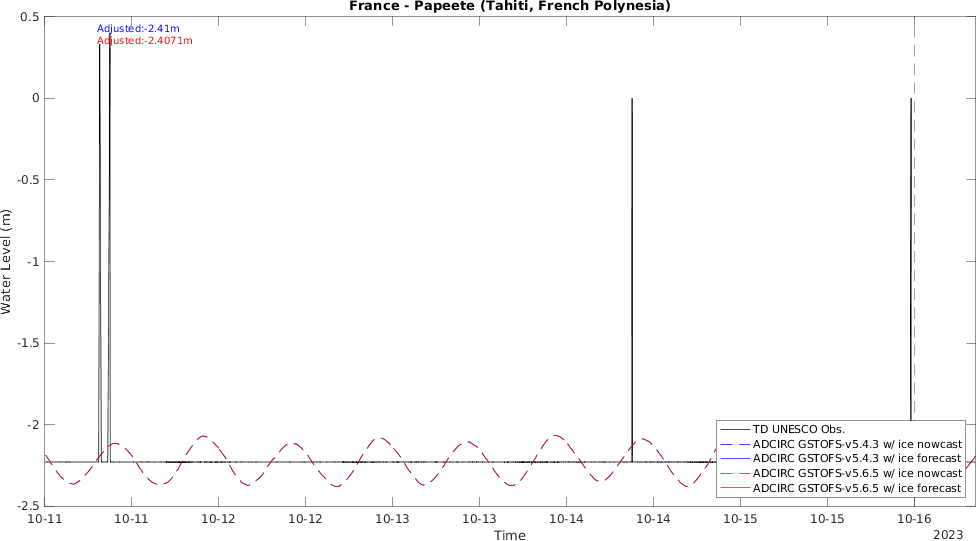 France - Papeete (Tahiti, French Polynesia)
0.5
Adjusted:-2.41m
Adjusted:-2.4071m
0
-0.5
-1
-1.5
-2
-2.5
Water Level (m)
TD UNESCO Obs.
ADCIRC GSTOFS-v5.4.3 w/ ice nowcast
ADCIRC GSTOFS-v5.4.3 w/ ice forecast
ADCIRC GSTOFS-v5.6.5 w/ ice nowcast
ADCIRC GSTOFS-v5.6.5 w/ ice forecast
10-11 10-11 10-12 10-12 10-13 10-13 10-14 10-14 10-15 10-15 10-16
Time
2023